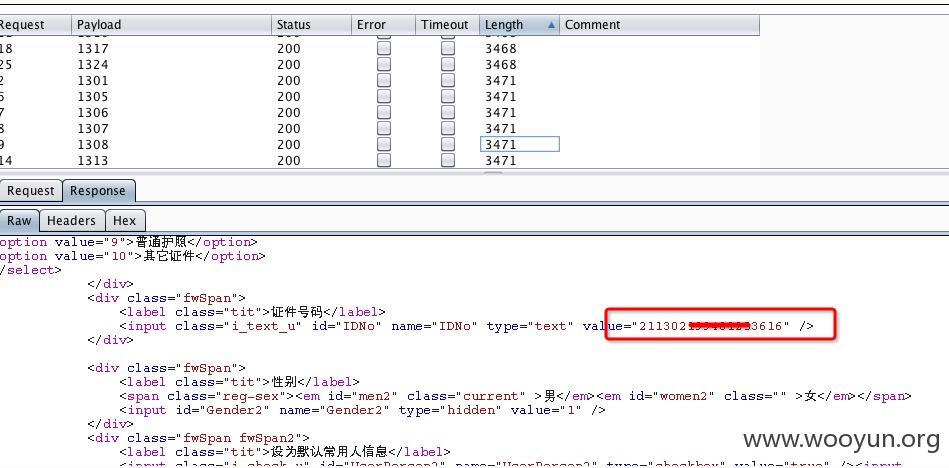 Request Payload Status Error Timeout Length Comment
18 1317 200 3468
25 1324 200 3468
2 1301 200 3471
6 1305 200 3471
7 1306 200 3471
8 1307 200 3471
9 1308 200 3471
14 1313 200 3471
Request Response
Raw Headers Hex
option value="9">普通护照</option>
option value="10">其它证件</option>
/select>
</div>
<div class="fwSpan">
<label class="tit">证件号码</label>
<input class="i_text_u" id="IDNo" name="IDNo" type="text" value="211302 3616" />
</div>
<div class="fwSpan">
<label class="tit">性别</label>
<span class="reg-sex"><em id="men2" class="current" >男</em><em id="women2" class="" >女</em></span>
<input id="Gender2" name="Gender2" type="hidden" value="1" />
</div>
<div class="fwSpan fwSpan2">
<label class="tit">设为默认常用人信息</label>
www.wooyun.org